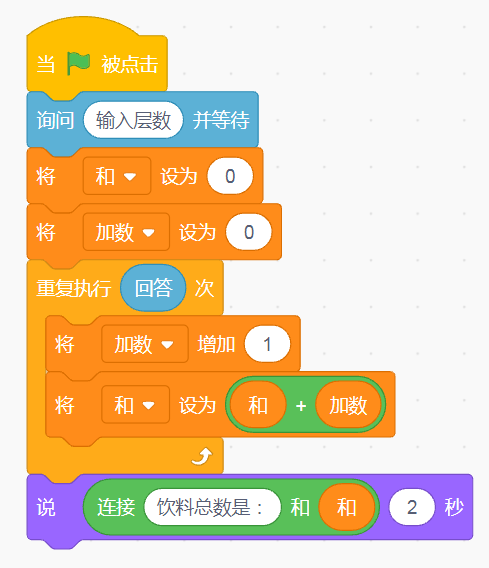 当 被点击
询问 输入层数 并等待
将 和 设为 0
将 加数 设为 0
重复执行 回答 次
将 加数 增加 1
将 和 设为 和 + 加数
说 连接 饮料总数是： 和 和 2 秒